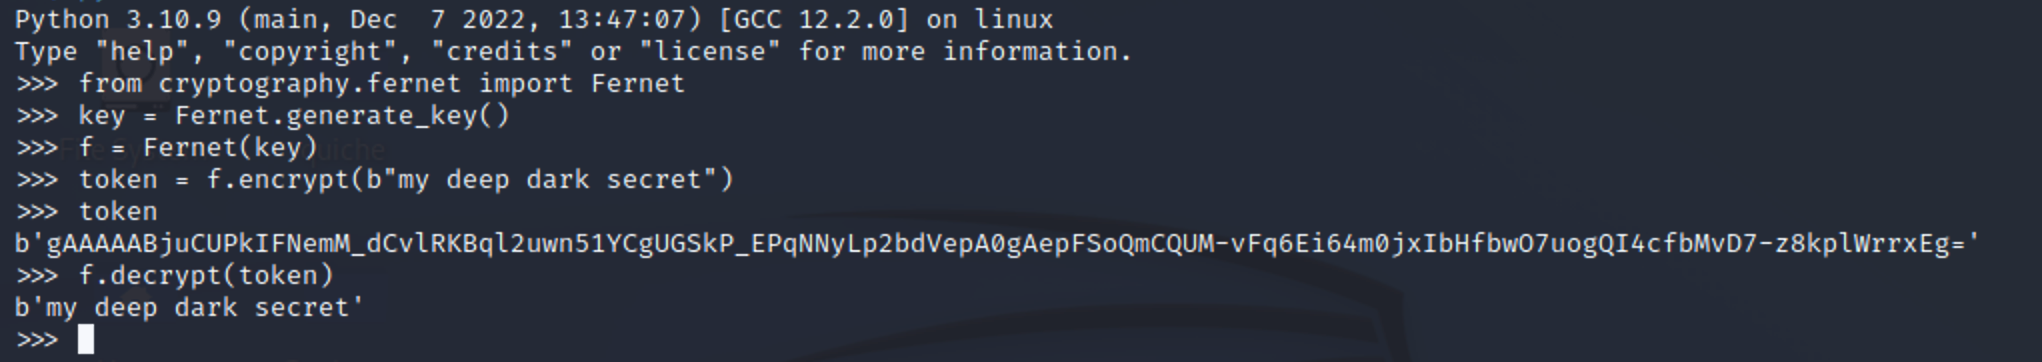 Python 3.10.9 (main, Dec  7 2022, 13:47:07) [GCC 12.2.0] on linux
Type "help", "copyright", "credits" or "license" for more information.
>>> from cryptography.fernet import Fernet
>>> key = Fernet.generate_key()
>>> f = Fernet(key)
>>> token = f.encrypt(b"my deep dark secret")
>>> token
b'gAAAAABjuCUPkIFNemM_dCvlRKBql2uwn51YCgUGSkP_EPqNNyLp2bdVepA0gAepFSoQmCQUM-vFq6Ei64m0jxIbHfbwO7uogQI4cfbMvD7-z8kplWrrxEg='
>>> f.decrypt(token)
b'my deep dark secret'
>>>